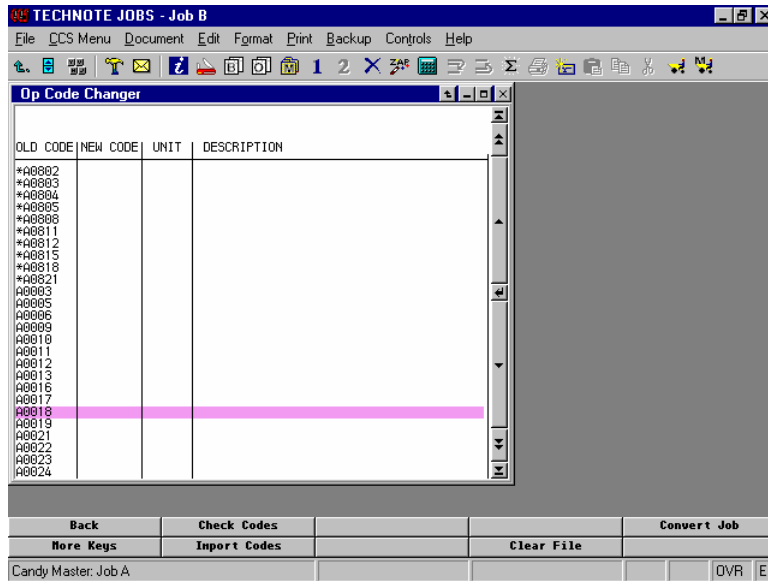 TECHNOTE JOBS - Job B
File CCS Menu Document Edit Format Print Backup Controls Help
i B O M 1 2 ZAP Σ M
Op Code Changer
OLD CODE NEW CODE UNIT DESCRIPTION
*A0802
*A0803
*A0804
*A0805
*A0808
*A0811
*A0812
*A0815
*A0818
*A0821
A0003
A0005
A0006
A0009
A0010
A0011
A0012
A0013
A0016
A0017
A0018
A0019
A0021
A0022
A0023
A0024
Back Check Codes Convert Job
More Keys Import Codes Clear File
Candy Master: Job A OVR E